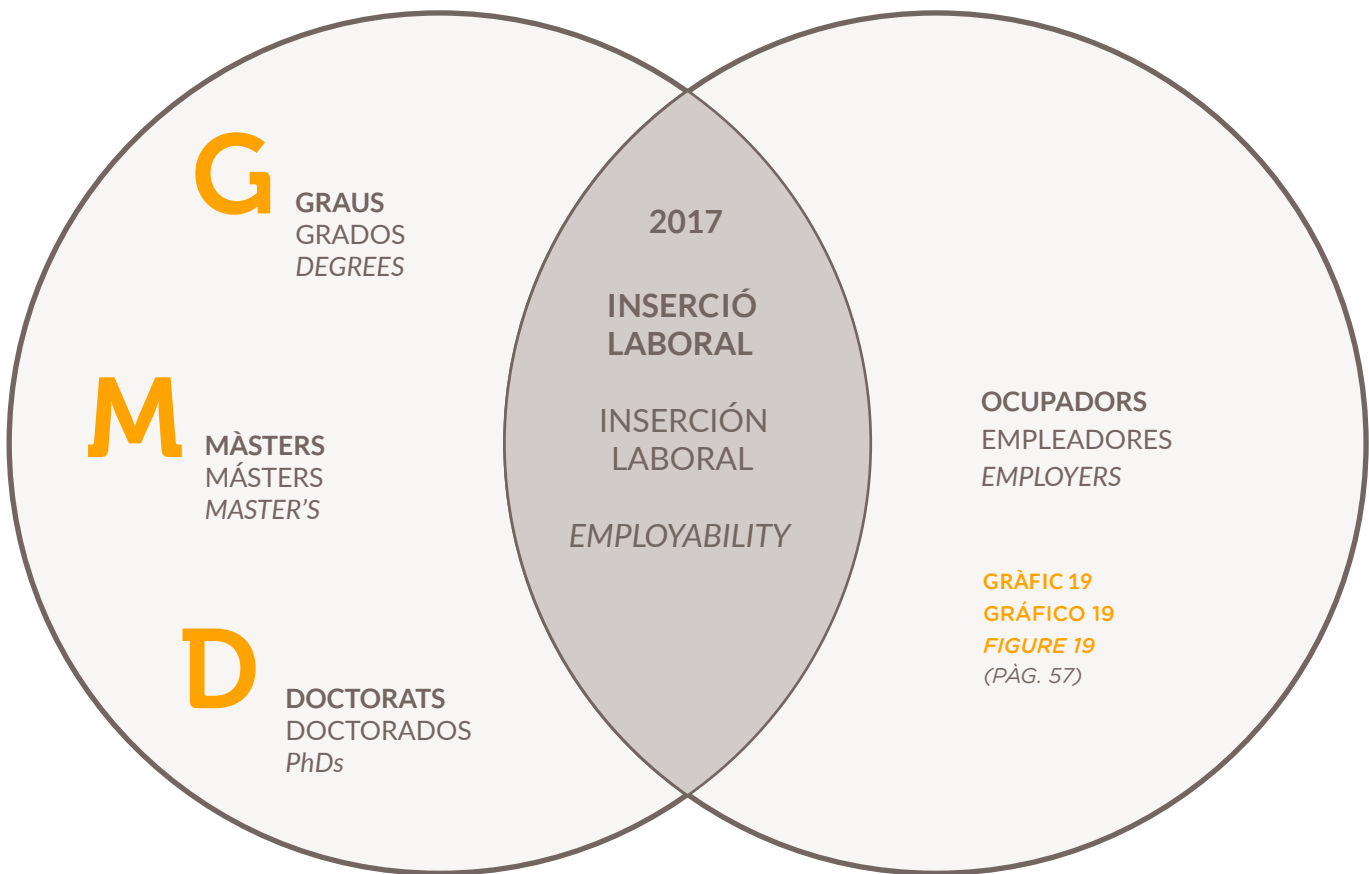 G
GRAUS
GRADOS
DEGREES
M
MÀSTERS
MÁSTERS
MASTER'S
D
DOCTORATS
DOCTORADOS
PhDs
2017
INSERCIÓ
LABORAL
INSERCIÓN
LABORAL
EMPLOYABILITY
OCUPADORS
EMPLEADORES
EMPLOYERS
GRÀFIC 19
GRÁFICO 19
FIGURE 19
(PÀG. 57)